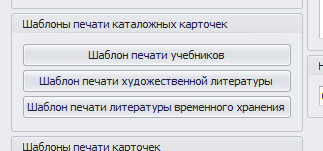 Шаблоны печати каталожных карточек
Шаблон печати учебников
Шаблон печати художественной литературы
Шаблон печати литературы временного хранения
Шаблоны печати карточек